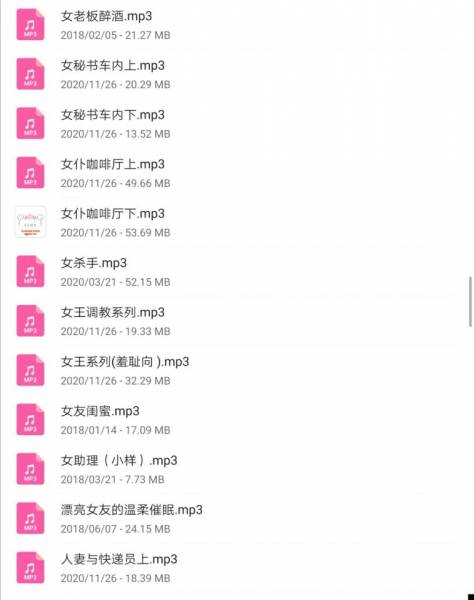 女老板醉酒.mp3
2018/02/05 - 21.27 MB
MP3
女秘书车内上.mp3
2020/11/26 - 20.29 MB
MP3
女秘书车内下.mp3
2020/11/26 - 13.52 MB
MP3
女仆咖啡厅上.mp3
2020/11/26 - 49.66 MB
MP3
女仆咖啡厅下.mp3
2020/11/26 - 53.69 MB
女杀手.mp3
2020/03/21 - 52.15 MB
MP3
女王调教系列.mp3
2020/11/26 - 19.33 MB
MP3
女王系列(羞耻向 ).mp3
2020/11/26 - 32.29 MB
MP3
女友闺蜜.mp3
2018/01/14 - 17.09 MB
MP3
女助理（小样）.mp3
2018/03/21 - 7.73 MB
MP3
漂亮女友的温柔催眠.mp3
2018/06/07 - 24.15 MB
MP3
人妻与快递员上.mp3
2020/11/26 - 18.39 MB
MP3